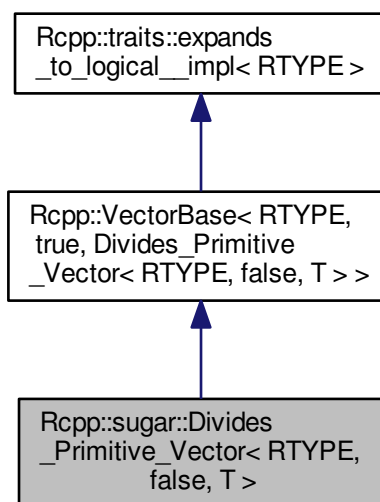 Rcpp::traits::expands
_to_logical__impl< RTYPE >
Rcpp::VectorBase< RTYPE,
true, Divides_Primitive
_Vector< RTYPE, false, T > >
Rcpp::sugar::Divides
_Primitive_Vector< RTYPE,
false, T >